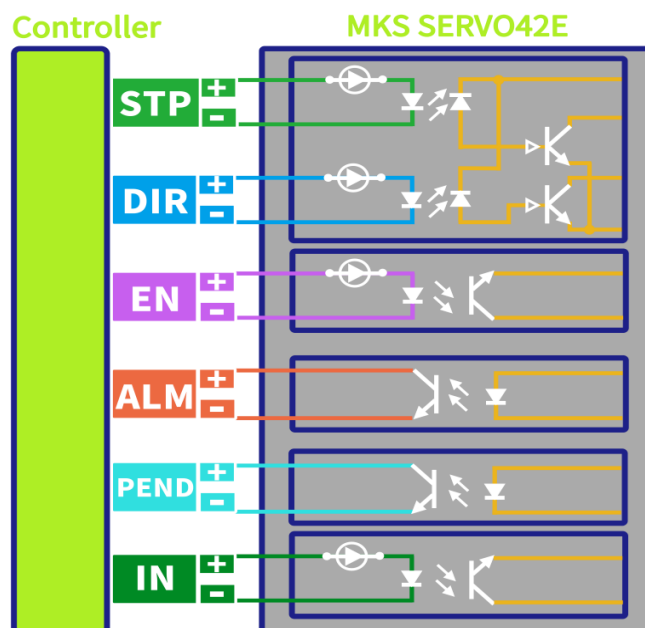 Controller
MKS SERVO42E
STP + -
DIR + -
EN + -
ALM + -
PEND + -
IN + -